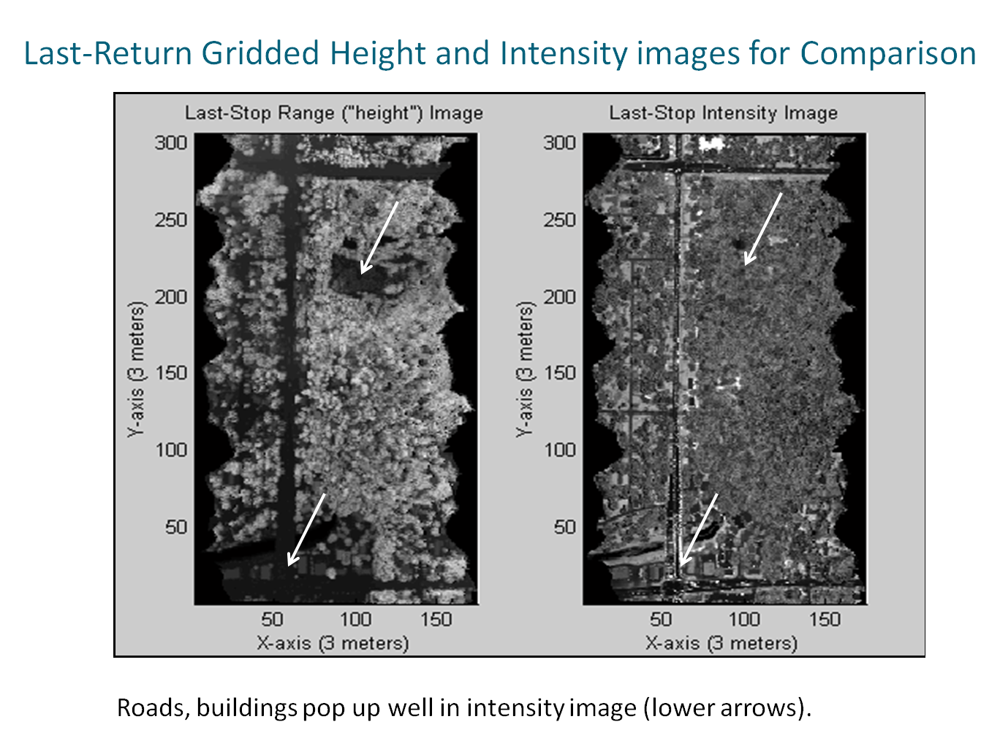 Last-Return Gridded Height and Intensity images for Comparison
Last-Stop Range ("height") Image
300
250
200
150
100
50
Y-axis (3 meters)
50 100 150
X-axis (3 meters)
Last-Stop Intensity Image
300
250
200
150
100
50
Y-axis (3 meters)
50 100 150
X-axis (3 meters)
Roads, buildings pop up well in intensity image (lower arrows).